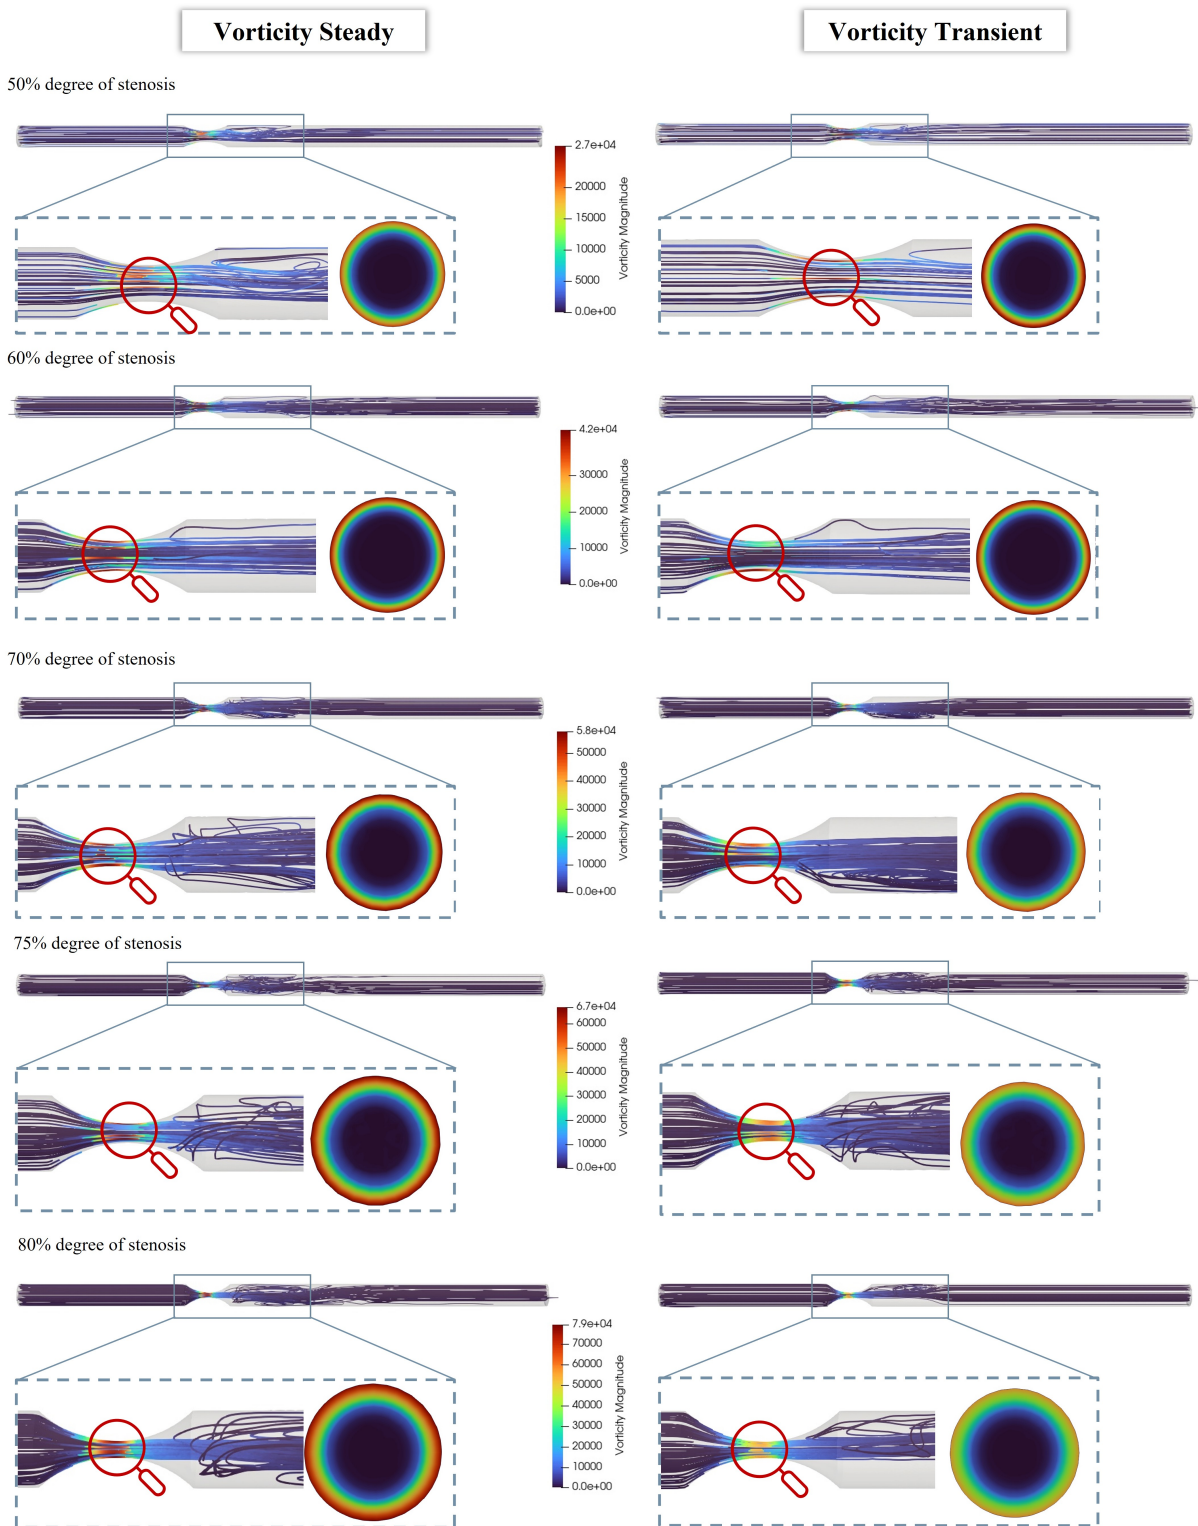 Vorticity Steady
Vorticity Transient
50% degree of stenosis
2.7e+04
20000
15000
10000
5000
0.0e+00
Vorticity Magnitude
60% degree of stenosis
4.2e+04
30000
20000
10000
0.0e+00
Vorticity Magnitude
70% degree of stenosis
5.8e+04
50000
40000
30000
20000
10000
0.0e+00
Vorticity Magnitude
75% degree of stenosis
6.7e+04
60000
50000
40000
30000
20000
10000
0.0e+00
Vorticity Magnitude
80% degree of stenosis
7.9e+04
70000
60000
50000
40000
30000
20000
10000
0.0e+00
Vorticity Magnitude